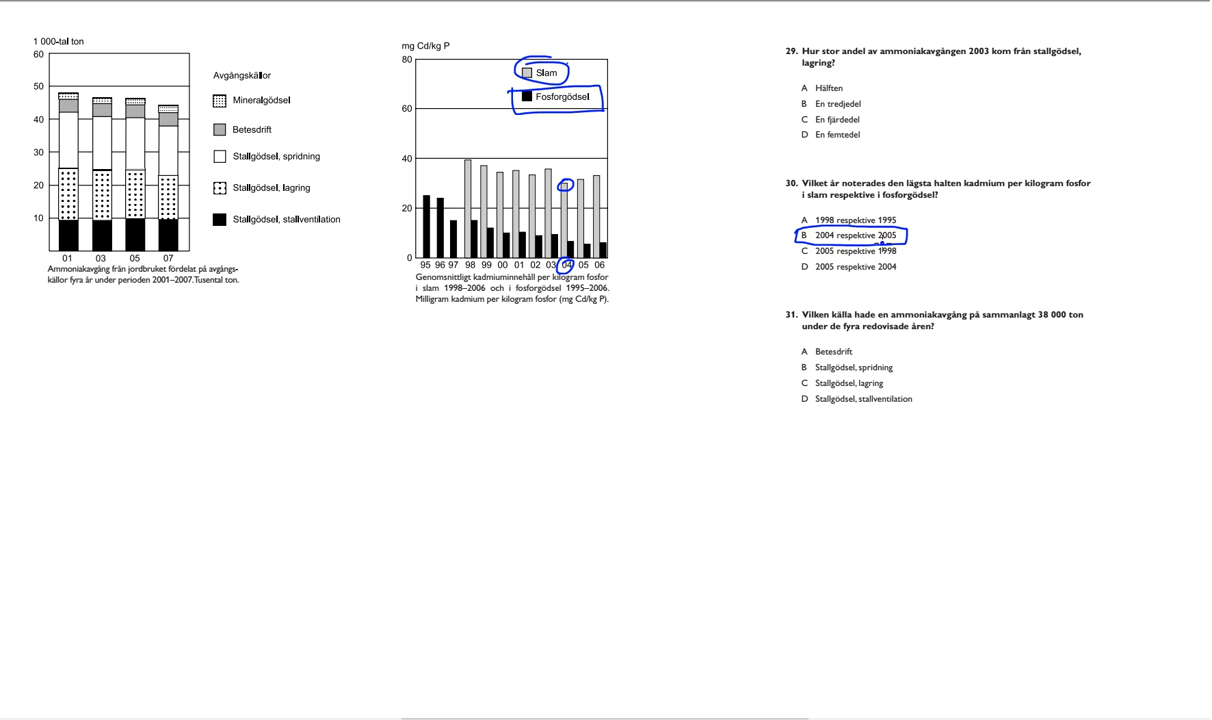 1 000-tal ton
60
50
40
30
20
10
01 03 05 07
Avgångskällor
Mineralgödsel
Betesdrift
Stallgödsel, spridning
Stallgödsel, lagring
Stallgödsel, stallventilation
Ammoniakavgång från jordbruket fördelat på avgångs-
källor fyra år under perioden 2001–2007. Tusental ton.
mg Cd/kg P
80
60
40
20
0
Slam
Fosforgödsel
95 96 97 98 99 00 01 02 03 04 05 06
Genomsnittligt kadmiuminnehåll per kilogram fosfor
i slam 1998–2006 och i fosforgödsel 1995–2006.
Milligram kadmium per kilogram fosfor (mg Cd/kg P).
29. Hur stor andel av ammoniakavgången 2003 kom från stallgödsel,
lagring?
A Hälften
B En tredjedel
C En fjärdedel
D En femtedel
30. Vilket år noterades den lägsta halten kadmium per kilogram fosfor
i slam respektive i fosforgödsel?
A 1998 respektive 1995
B 2004 respektive 2005
C 2005 respektive 1998
D 2005 respektive 2004
31. Vilken källa hade en ammoniakavgång på sammanlagt 38 000 ton
under de fyra redovisade åren?
A Betesdrift
B Stallgödsel, spridning
C Stallgödsel, lagring
D Stallgödsel, stallventilation